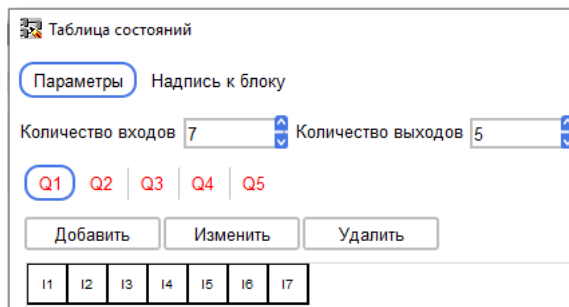 Таблица состояний
Параметры Надпись к блоку
Количество входов 7 Количество выходов 5
Q1 Q2 Q3 Q4 Q5
Добавить Изменить Удалить
I1 I2 I3 I4 I5 I6 I7